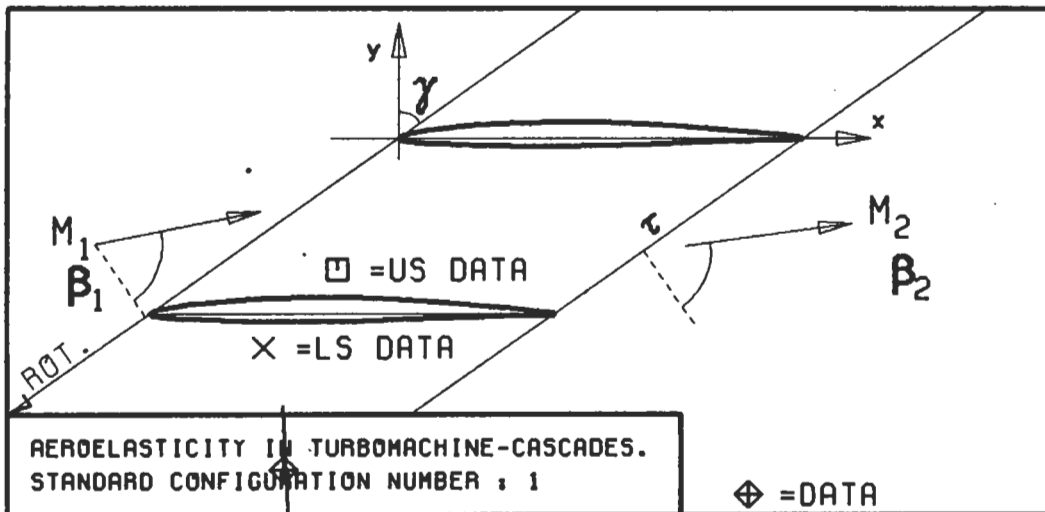 y
γ
x
M₁
β₁
τ
M₂
β₂
□ =US DATA
× =LS DATA
ROT.
AEROELASTICITY IN TURBOMACHINE-CASCADES.
STANDARD CONFIGURATION NUMBER : 1
⌖ =DATA